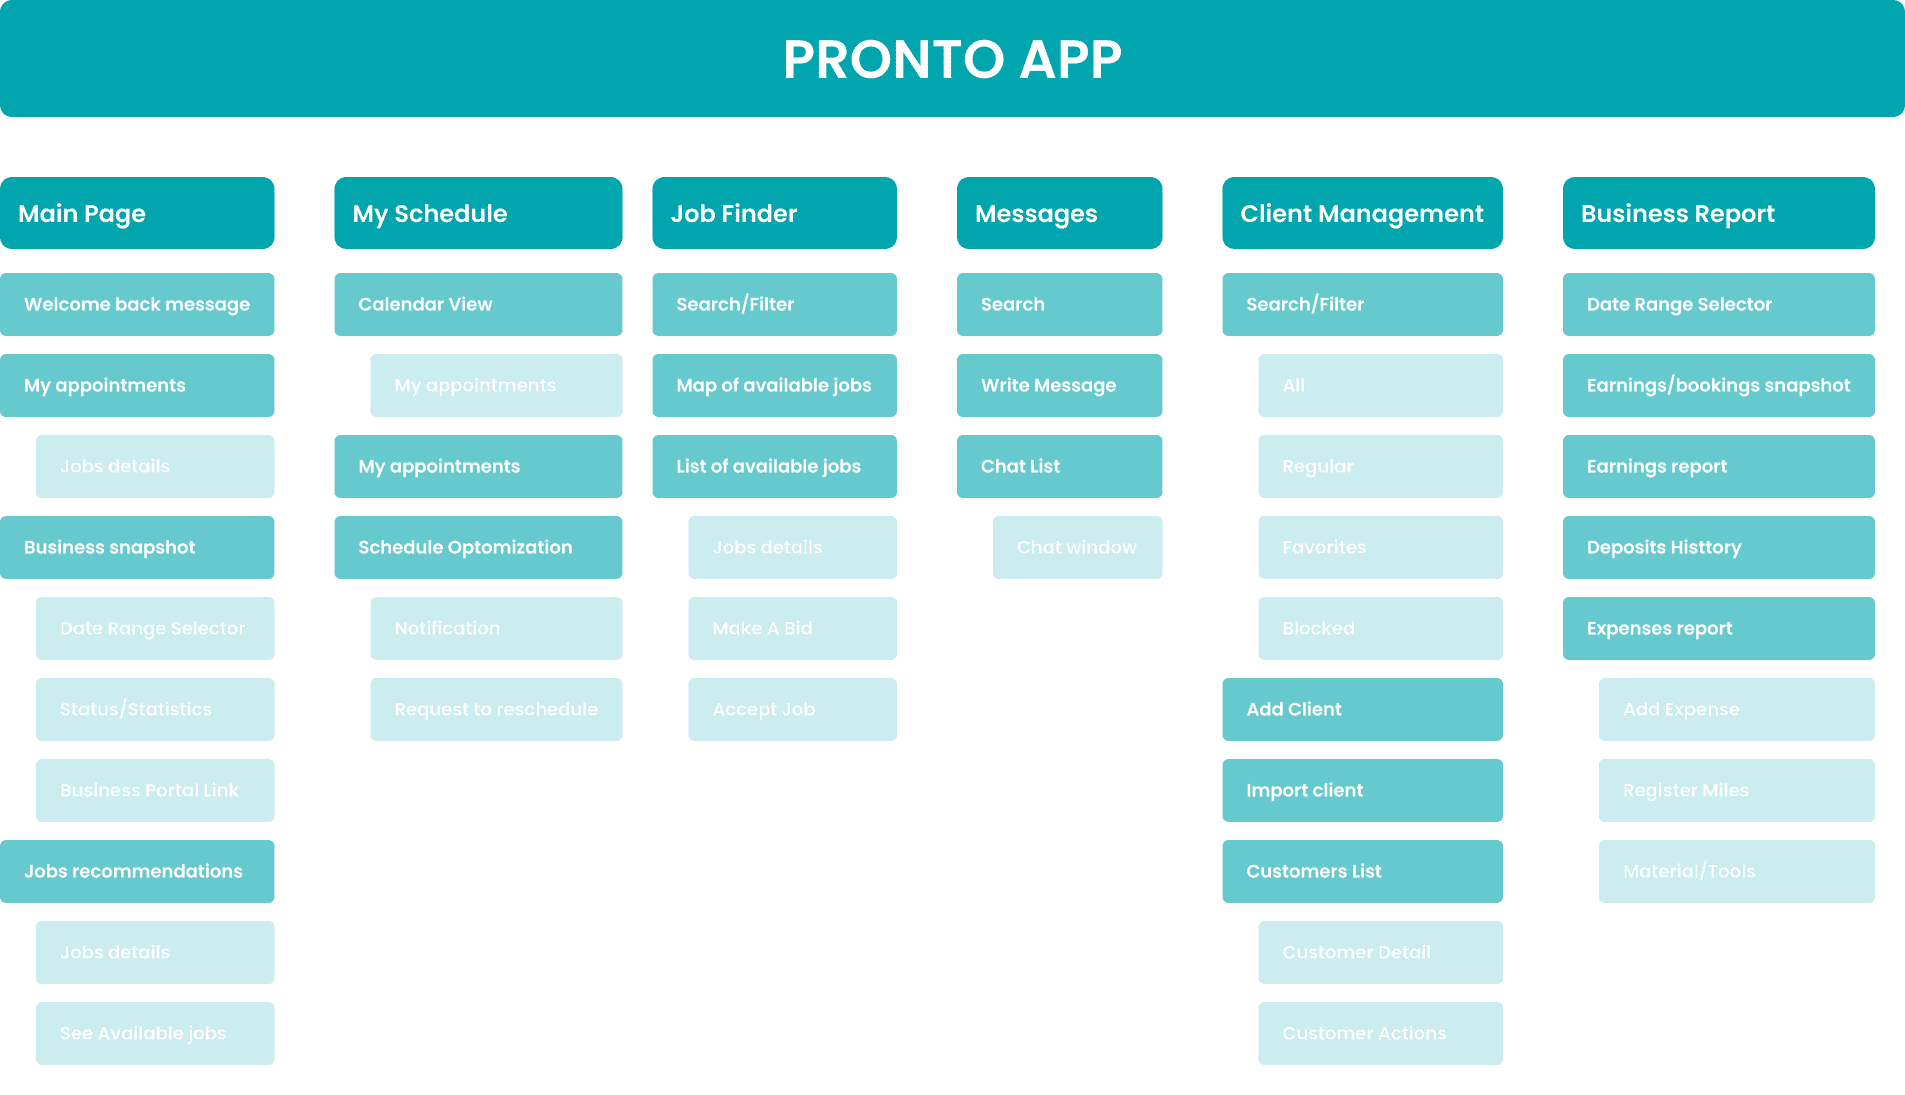 PRONTO APP
Main Page
Welcome back message
My appointments
Jobs details
Business snapshot
Date Range Selector
Status/Statistics
Business Portal Link
Jobs recommendations
Jobs details
See Available jobs
My Schedule
Calendar View
My appointments
My appointments
Schedule Optomization
Notification
Request to reschedule
Job Finder
Search/Filter
Map of available jobs
List of available jobs
Jobs details
Make A Bid
Accept Job
Messages
Search
Write Message
Chat List
Chat window
Client Management
Search/Filter
All
Regular
Favorites
Blocked
Add Client
Import client
Customers List
Customer Detail
Customer Actions
Business Report
Date Range Selector
Earnings/bookings snapshot
Earnings report
Deposits Histtory
Expenses report
Add Expense
Register Miles
Material/Tools